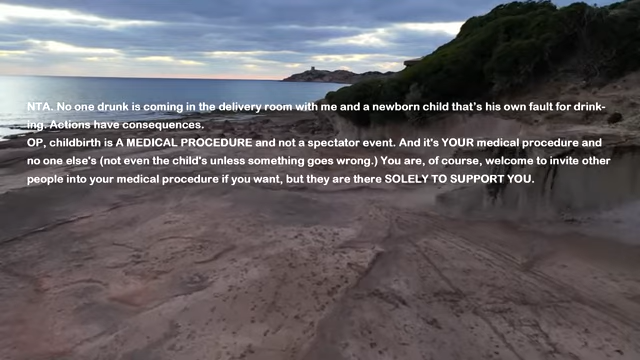 NTA. No one drunk is coming in the delivery room with me and a newborn child that's his own fault for drink-
ing. Actions have consequences.
OP, childbirth is A MEDICAL PROCEDURE and not a spectator event. And it's YOUR medical procedure and
no one else's (not even the child's unless something goes wrong.) You are, of course, welcome to invite other
people into your medical procedure if you want, but they are there SOLELY TO SUPPORT YOU.